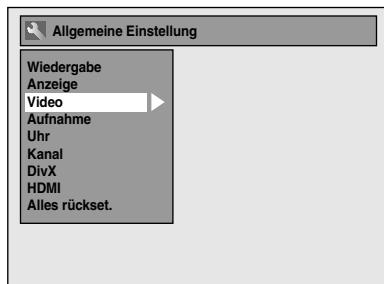 Allgemeine Einstellung
Wiedergabe
Anzeige
Video
Aufnahme
Uhr
Kanal
DivX
HDMI
Alles rückset.